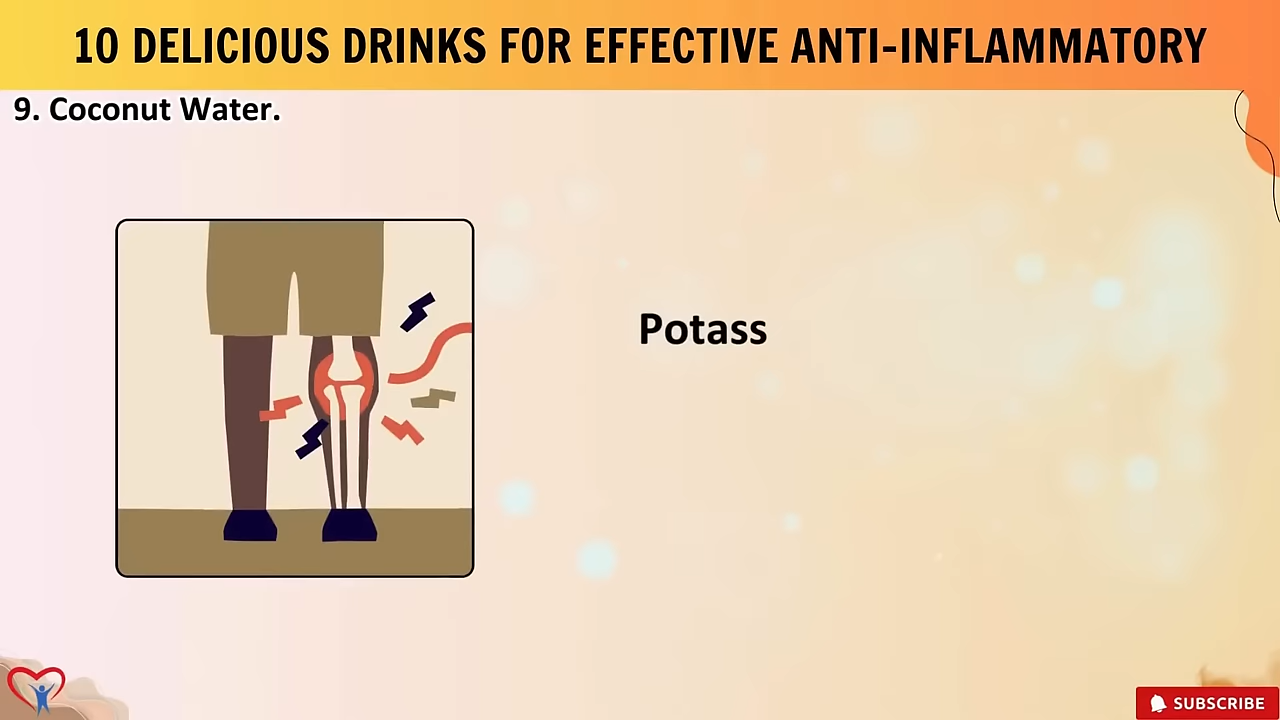 10 DELICIOUS DRINKS FOR EFFECTIVE ANTI-INFLAMMATORY
9. Coconut Water.
Potass
SUBSCRIBE